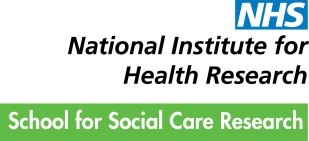 NHS
National Institute for
Health Research
School for Social Care Research